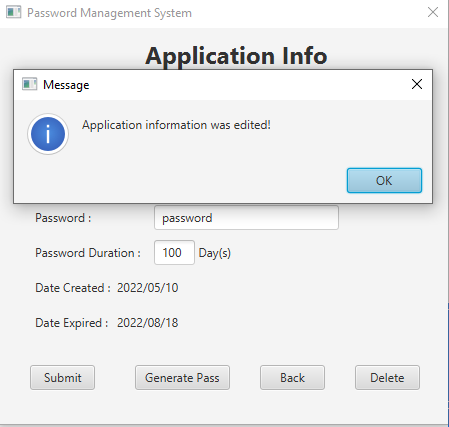 Password Management System
Application Info
Message
Application information was edited!
OK
Password : password
Password Duration : 100 Day(s)
Date Created : 2022/05/10
Date Expired : 2022/08/18
Submit Generate Pass Back Delete